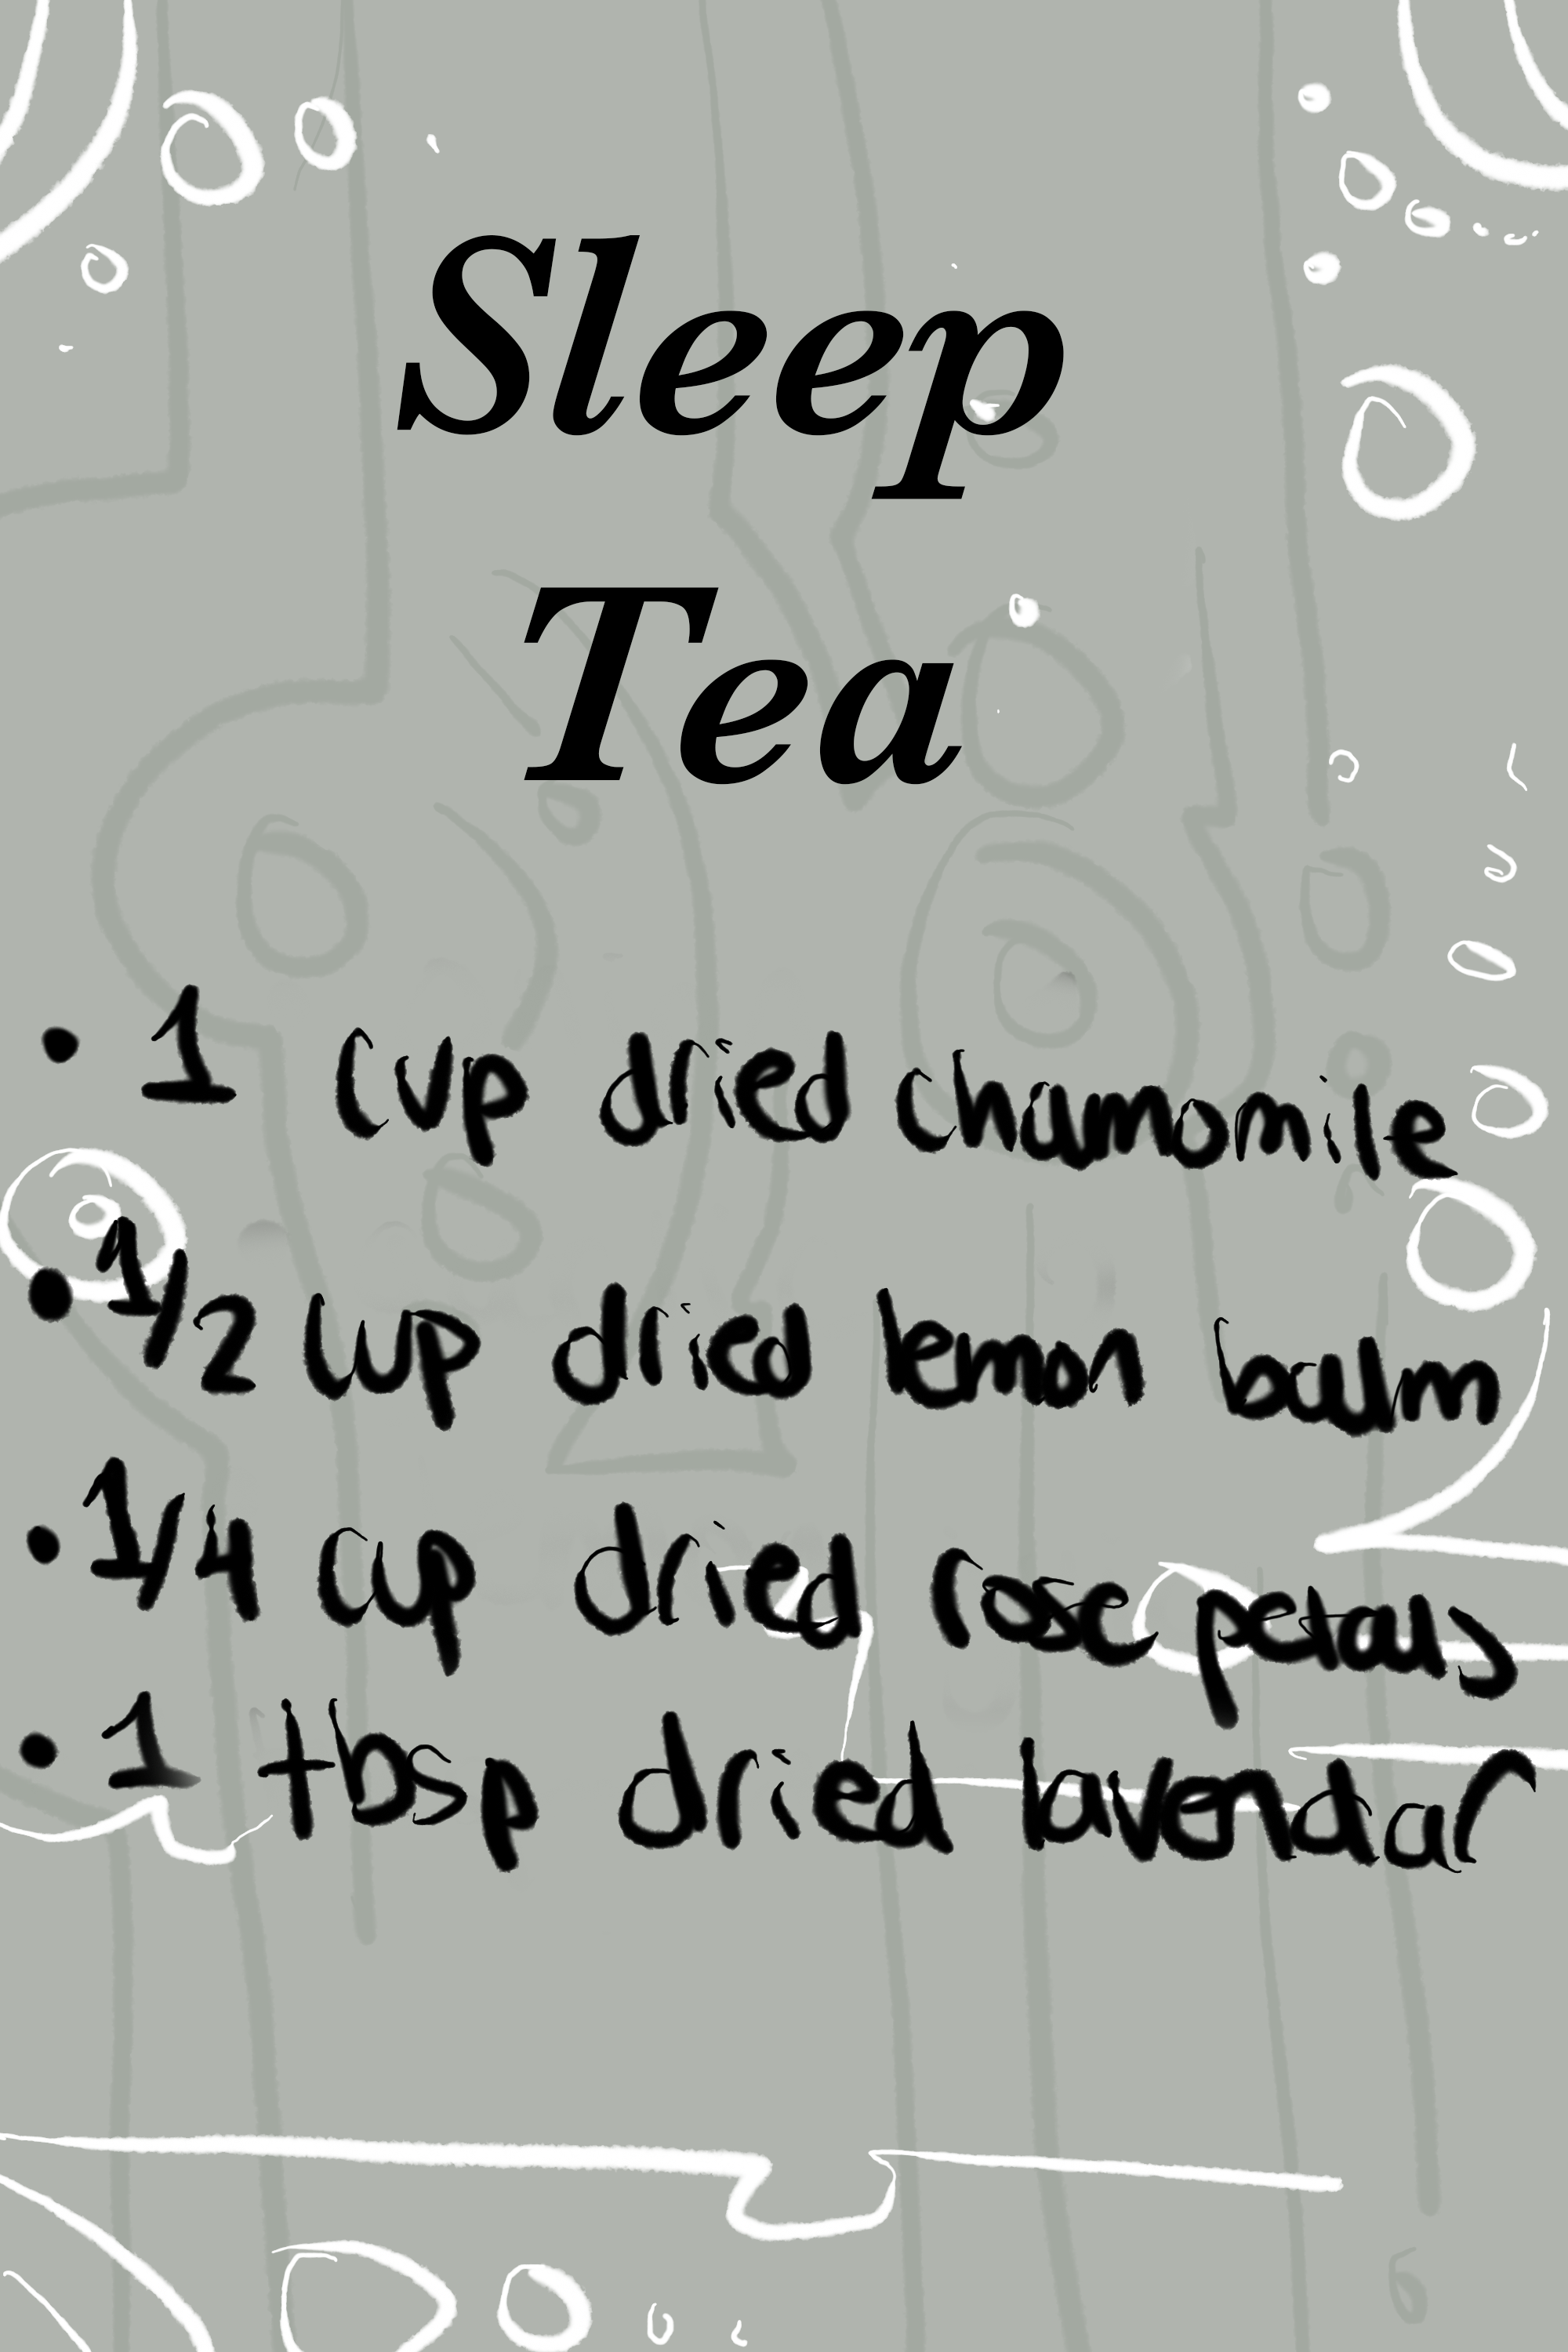 Sleep
Tea
• 1 cup dried chamomile
• 1/2 cup dried lemon balm
• 1/4 cup dried rose petals
• 1 tbsp dried lavendar